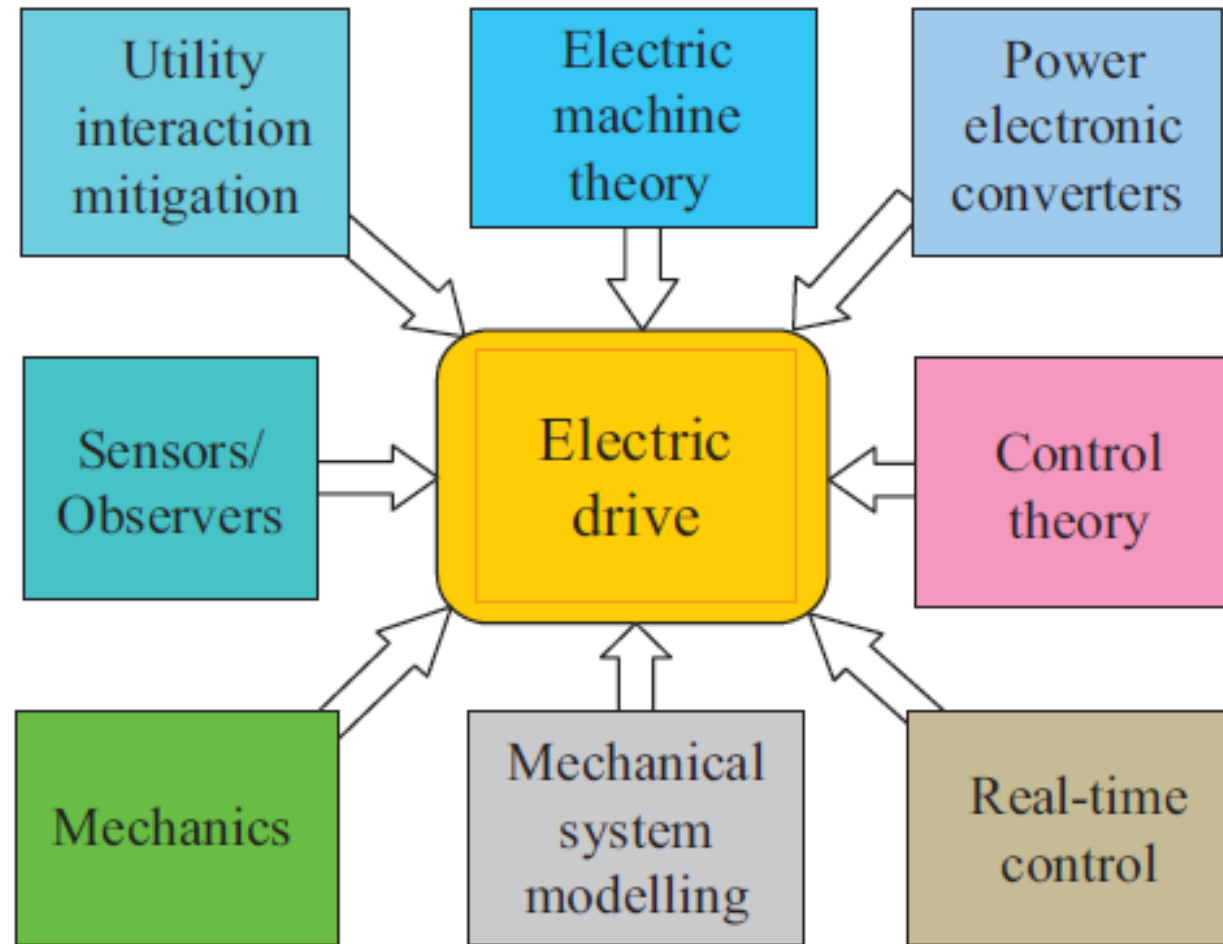 Utility
interaction
mitigation
Electric
machine
theory
Power
electronic
converters
Sensors/
Observers
Electric
drive
Control
theory
Mechanics
Mechanical
system
modelling
Real-time
control